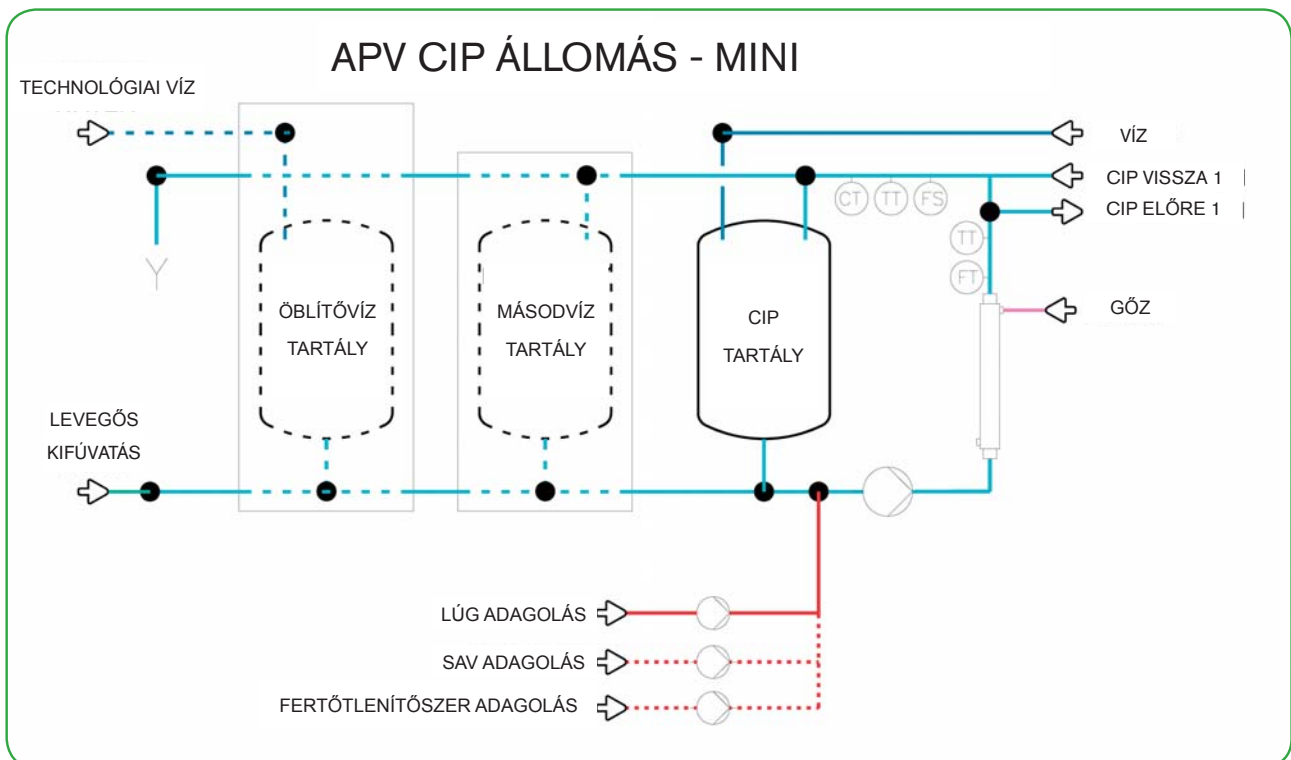 APV CIP ÁLLOMÁS - MINI
TECHNOLÓGIAI VÍZ
VÍZ
CIP VISSZA 1
CIP ELŐRE 1
CT
TT
FS
TT
FT
GŐZ
ÖBLÍTŐVÍZ
TARTÁLY
MÁSODVÍZ
TARTÁLY
CIP
TARTÁLY
LEVEGŐS
KIFÚVATÁS
LÚG ADAGOLÁS
SAV ADAGOLÁS
FERTŐTLENÍTŐSZER ADAGOLÁS